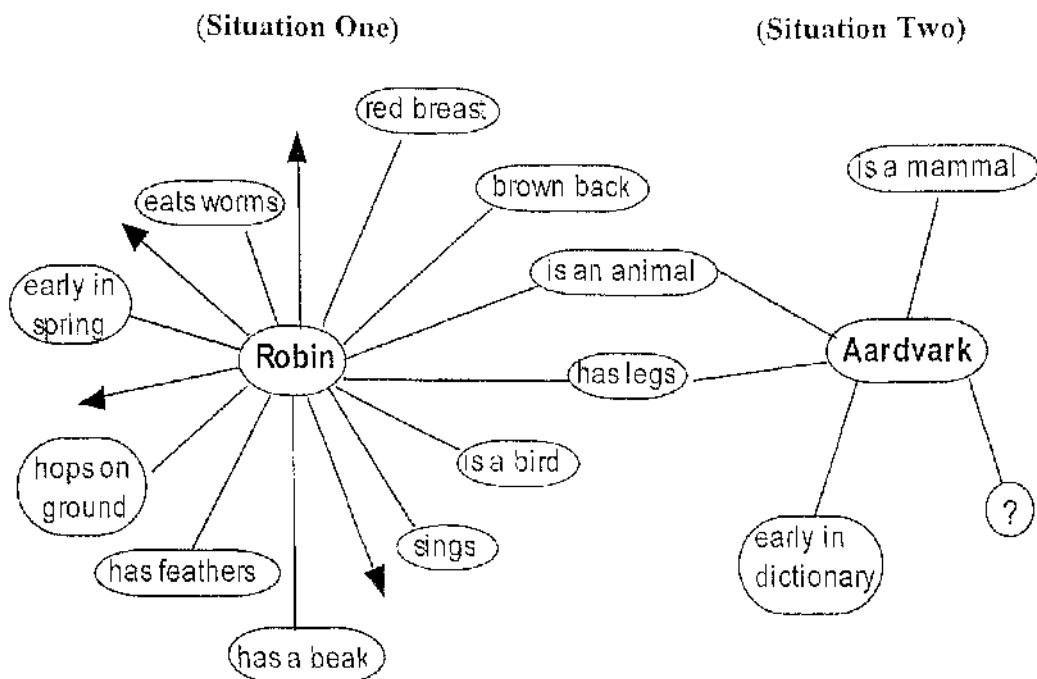 (Situation One)
(Situation Two)
red breast
is a mammal
eats worms
brown back
is an animal
early in
spring
Robin
Aardvark
has legs
hops on
ground
is a bird
?
sings
early in
dictionary
has feathers
has a beak